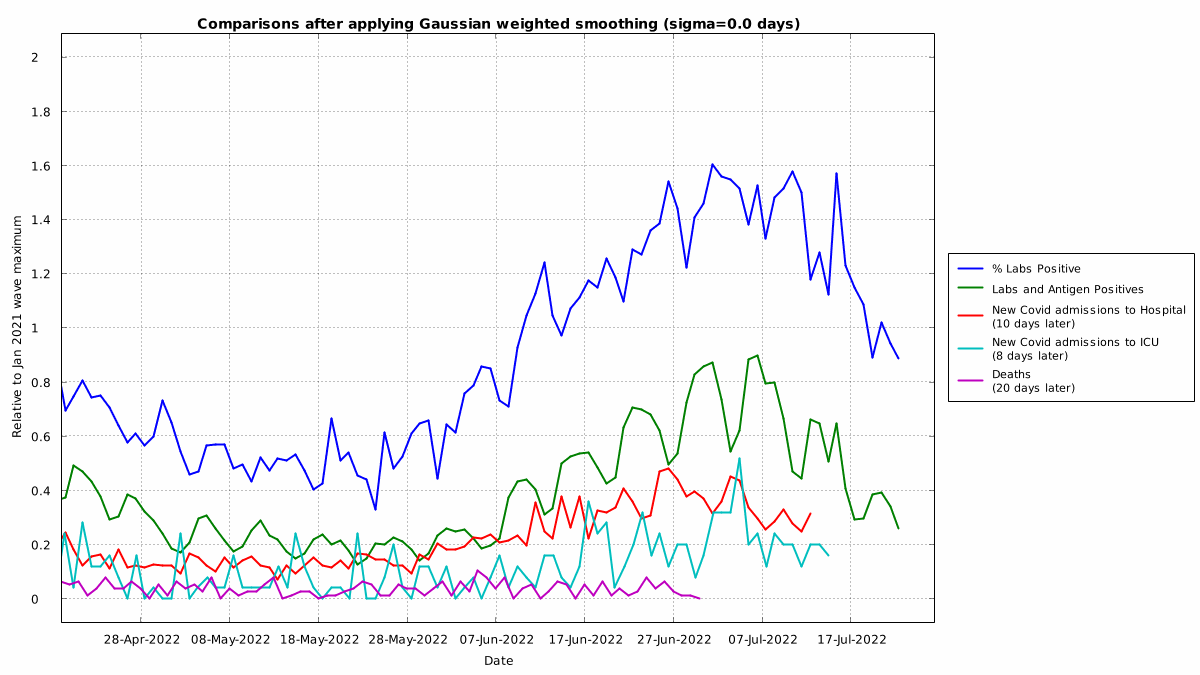 Comparisons after applying Gaussian weighted smoothing (sigma=0.0 days)
Relative to Jan 2021 wave maximum
2
1.8
1.6
1.4
1.2
1
0.8
0.6
0.4
0.2
0
28-Apr-2022 08-May-2022 18-May-2022 28-May-2022 07-Jun-2022 17-Jun-2022 27-Jun-2022 07-Jul-2022 17-Jul-2022
Date
% Labs Positive
Labs and Antigen Positives
New Covid admissions to Hospital
(10 days later)
New Covid admissions to ICU
(8 days later)
Deaths
(20 days later)